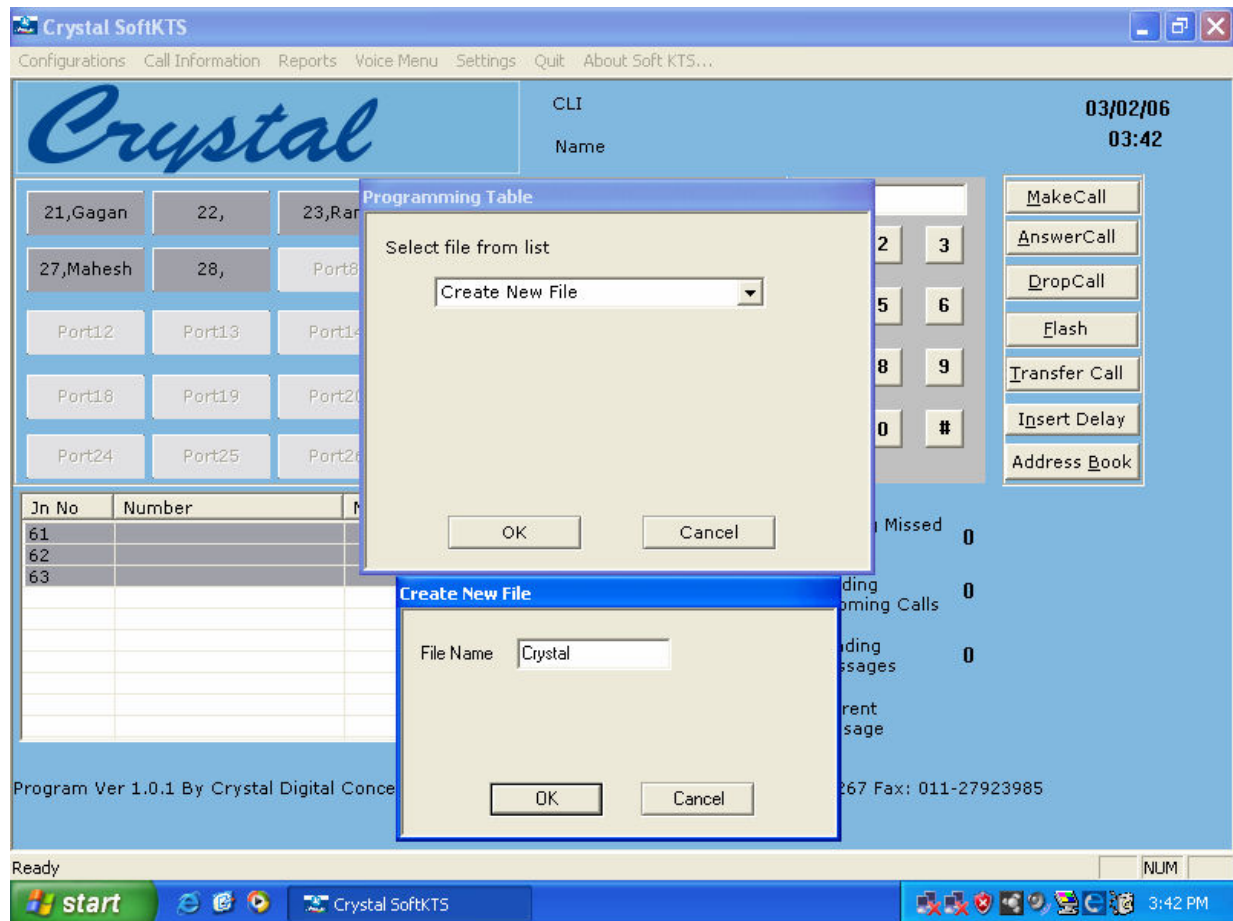 Crystal SoftKTS
Configurations Call Information Reports Voice Menu Settings Quit About Soft KTS...
Crystal
CLI
Name
03/02/06
03:42
21,Gagan 22,
27,Mahesh 28,
Port12 Port13
Port18 Port19
Port24 Port25
Programming Table
Select file from list
Create New File
OK Cancel
2 3
5 6
8 9
0 #
MakeCall
AnswerCall
DropCall
Flash
Transfer Call
Insert Delay
Address Book
Jn No Number
61
62
63
Missed 0
0
Calls
0
Create New File
File Name Crystal
OK Cancel
Program Ver 1.0.1 By Crystal Digital
267 Fax: 011-27923985
Ready
NUM
start Crystal SoftKTS 3:42 PM